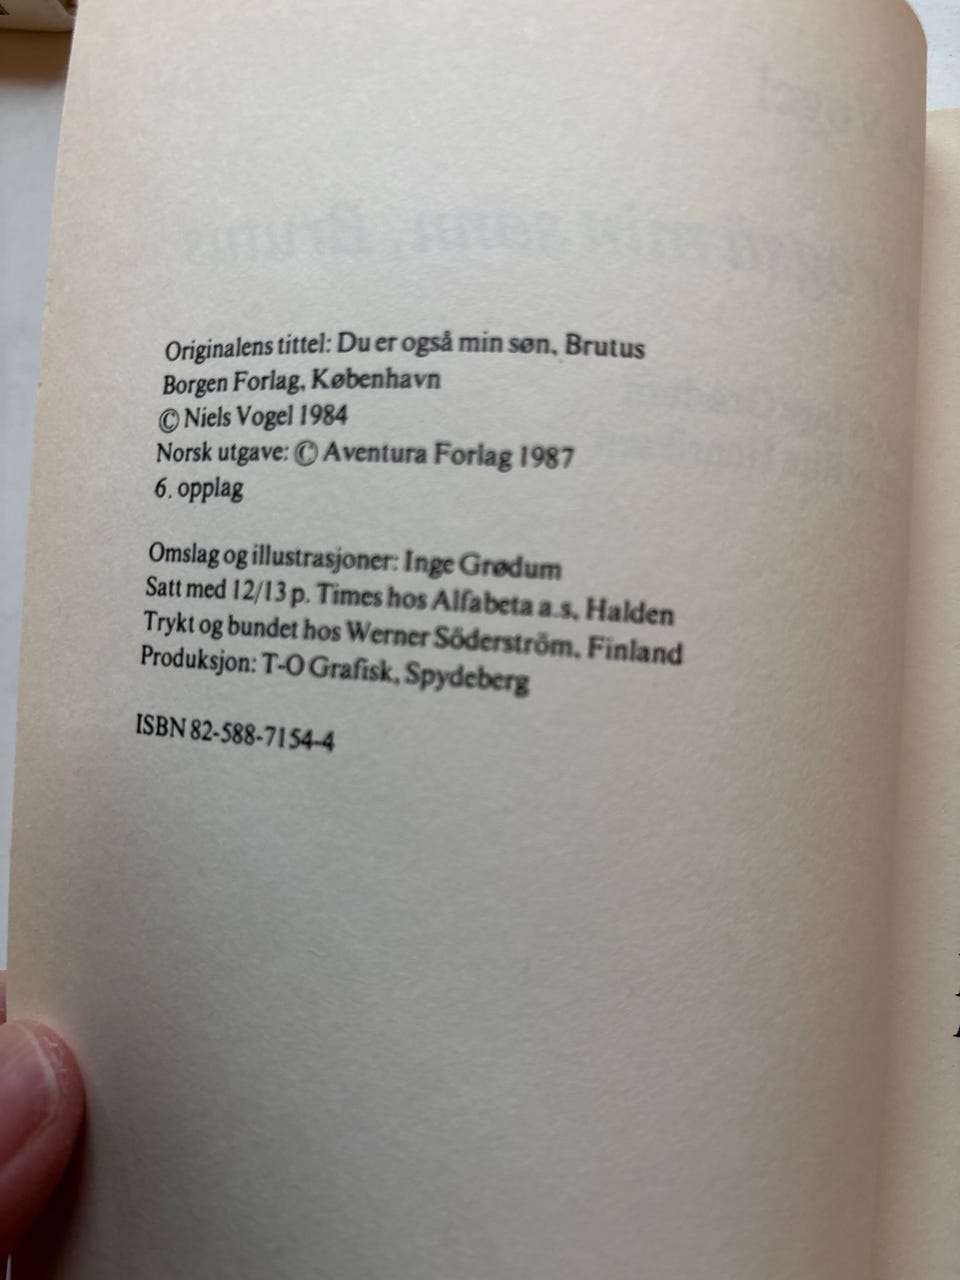 Originalens tittel: Du er også min søn, Brutus
Borgen Forlag, København
© Niels Vogel 1984
Norsk utgave: © Aventura Forlag 1987
6. opplag
Omslag og illustrasjoner: Inge Grødum
Satt med 12/13 p. Times hos Alfabeta a.s, Halden
Trykt og bundet hos Werner Söderström, Finland
Produksjon: T-O Grafisk, Spydeberg
ISBN 82-588-7154-4